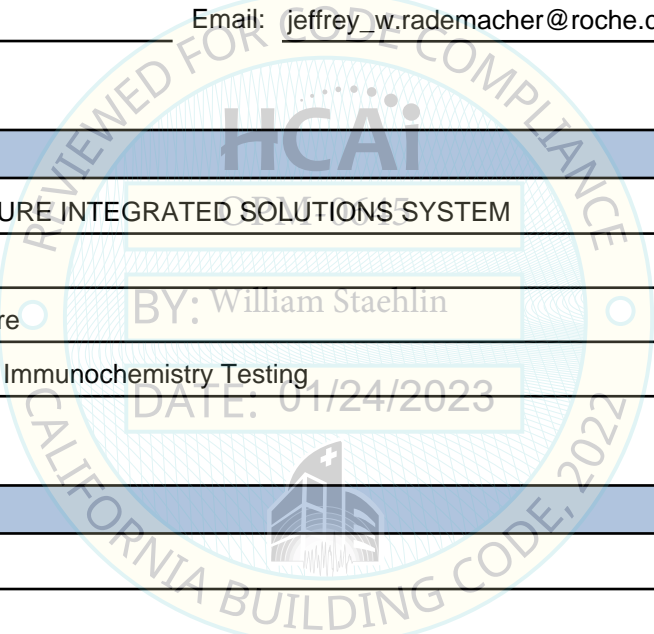 Email: jeffrey_w.rademacher@roche.c
REVIEWED FOR CODE COMPLIANCE
HCAi
URE INTEGRATED SOLUTIONS SYSTEM
OPM-0645
re
BY: William Staehlin
Immunochemistry Testing
DATE: 01/24/2023
CALIFORNIA BUILDING CODE, 2022